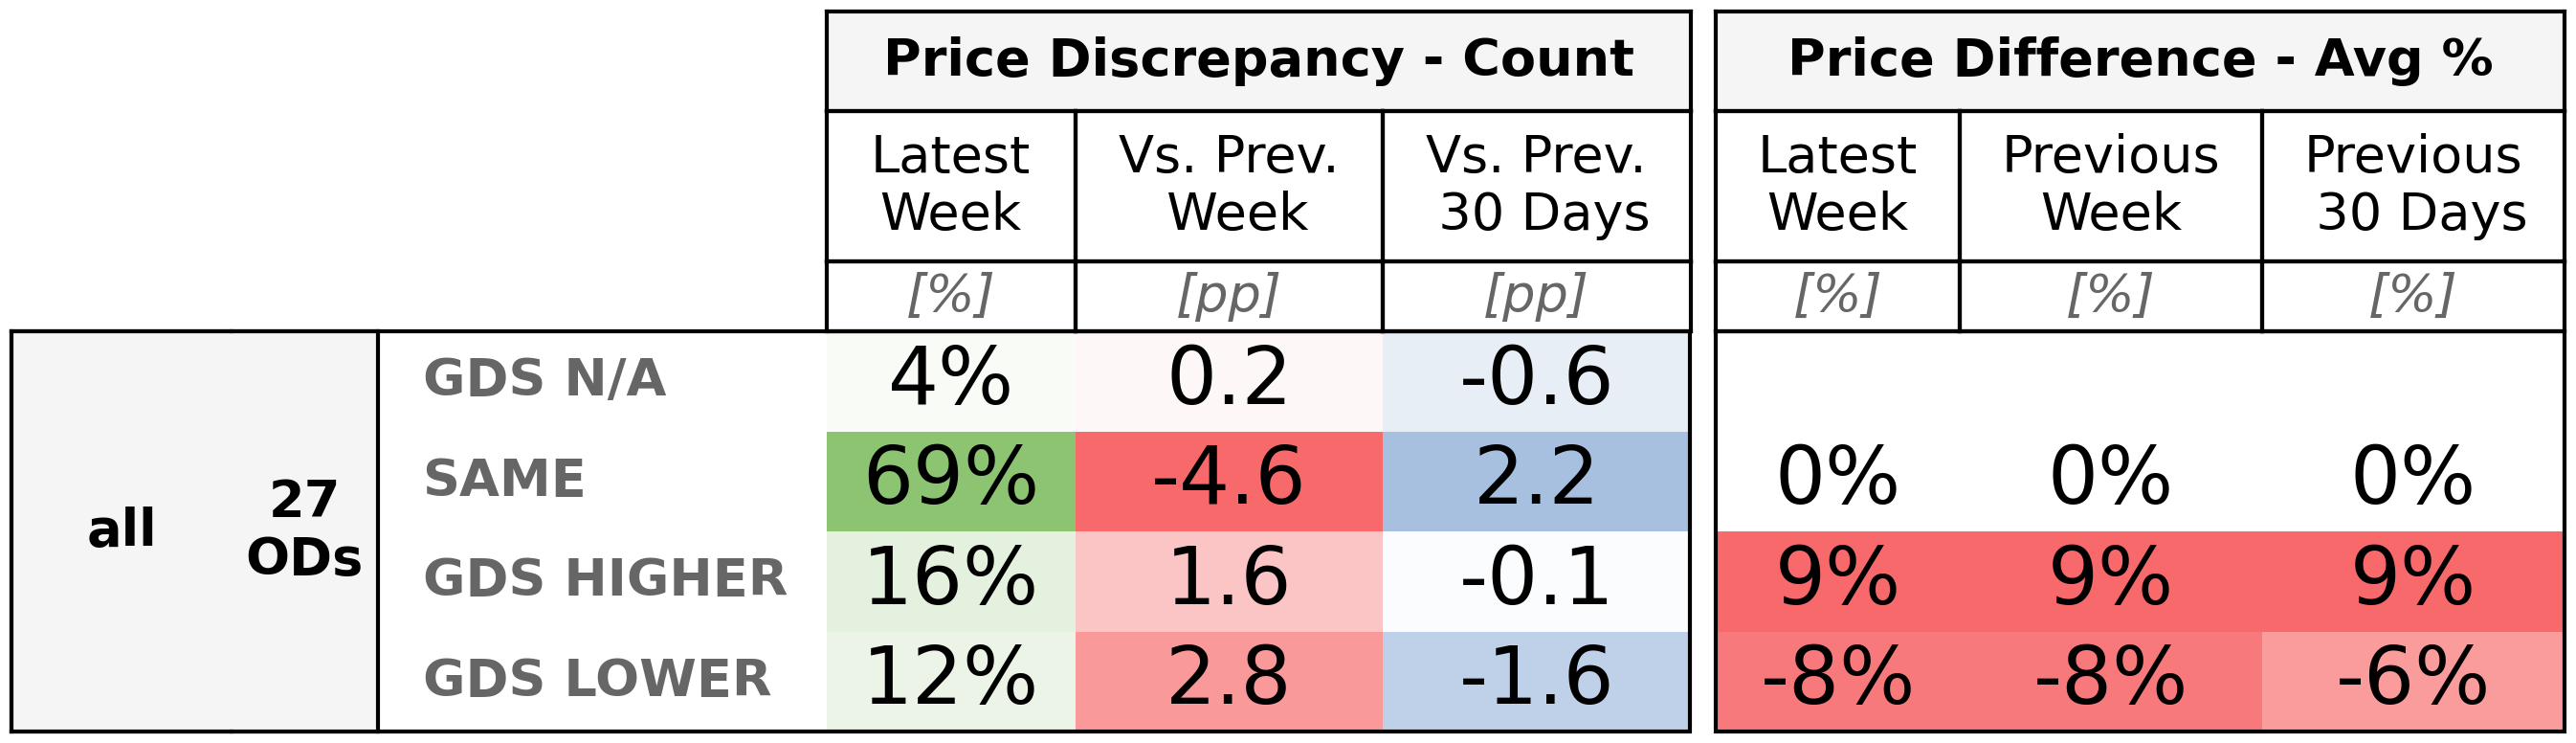 Price Discrepancy - Count Price Difference - Avg %
Latest Week Vs. Prev. Week Vs. Prev. 30 Days Latest Week Previous Week Previous 30 Days
[%] [pp] [pp] [%] [%] [%]
all 27 ODs
GDS N/A 4% 0.2 -0.6
SAME 69% -4.6 2.2 0% 0% 0%
GDS HIGHER 16% 1.6 -0.1 9% 9% 9%
GDS LOWER 12% 2.8 -1.6 -8% -8% -6%